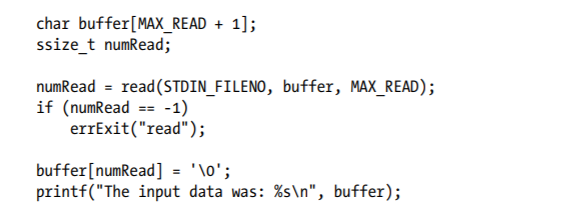 char buffer[MAX_READ + 1];
ssize_t numRead;
numRead = read(STDIN_FILENO, buffer, MAX_READ);
if (numRead == -1)
errExit("read");
buffer[numRead] = '\0';
printf("The input data was: %s\n", buffer);